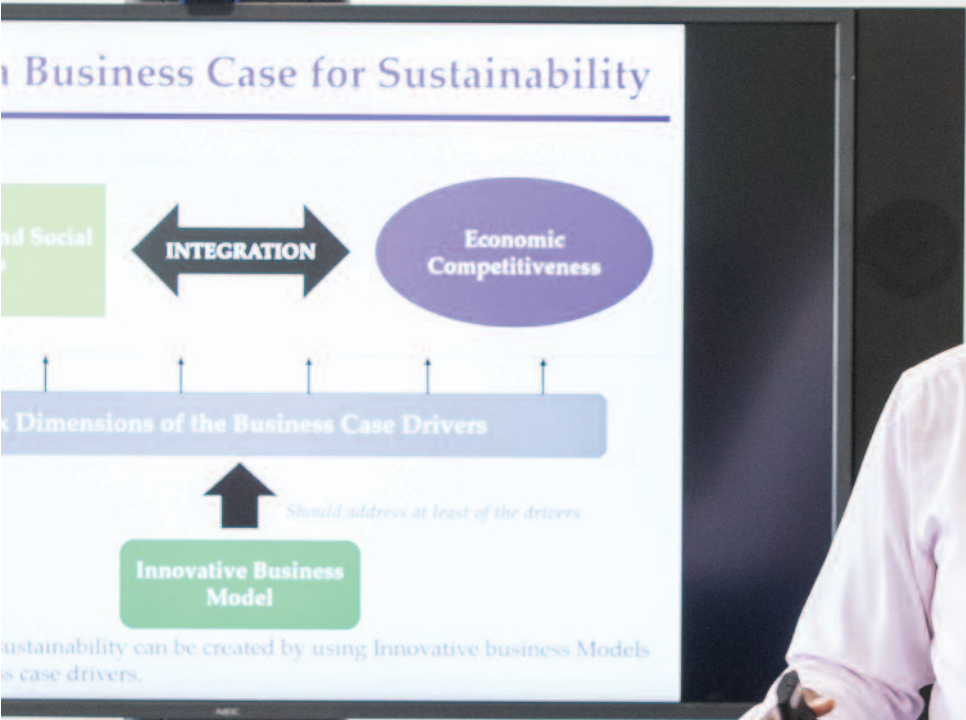 Business Case for Sustainability
nd Social
INTEGRATION
Economic
Competitiveness
s
x Dimensions of the Business Case Drivers
Should address at least of the drivers
Innovative Business
Model
sustainability can be created by using Innovative business Models
s case drivers.
NEC